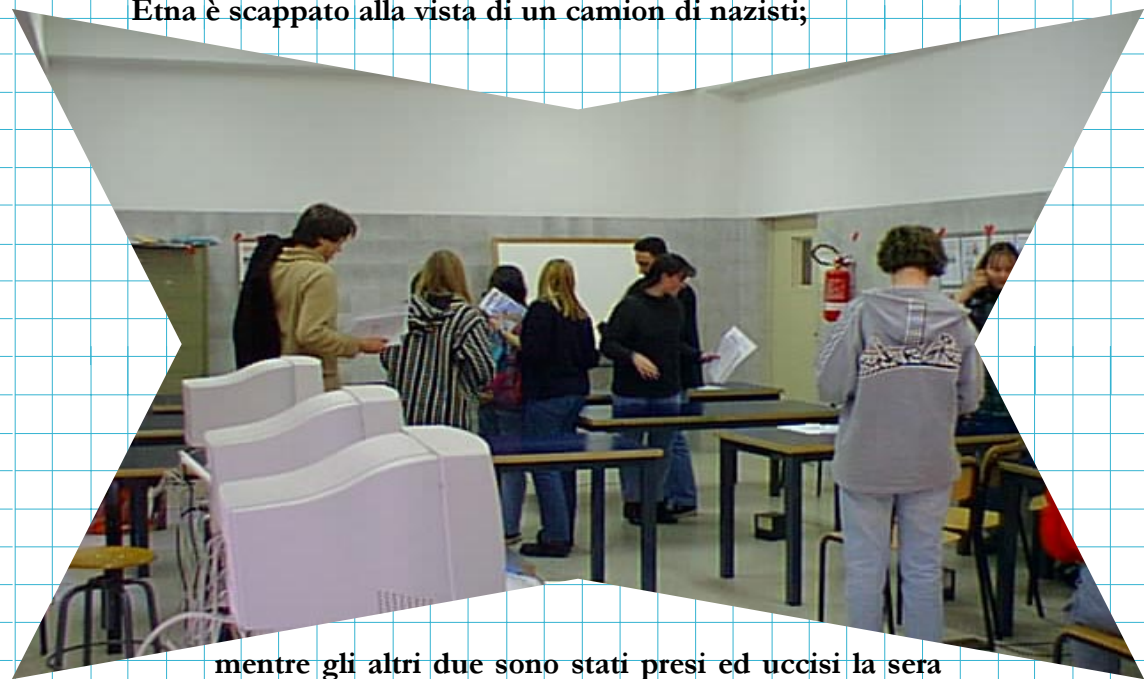 Etna è scappato alla vista di un camion di nazisti;
mentre gli altri due sono stati presi ed uccisi la sera